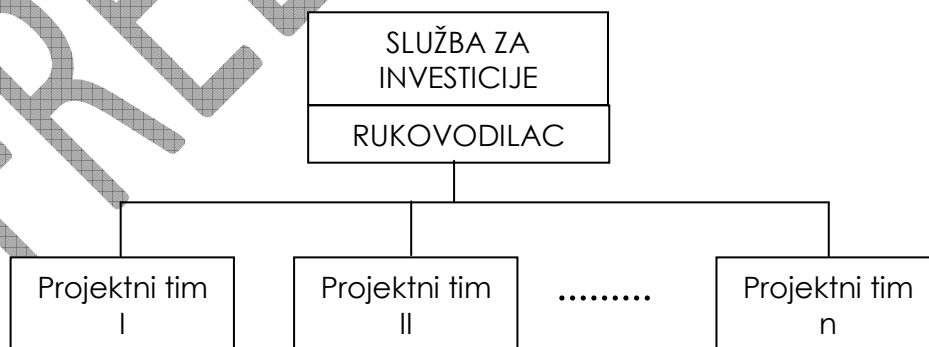 SLUŽBA ZA
INVESTICIJE
RUKOVODILAC
Projektni tim
I
Projektni tim
II
.........
Projektni tim
n